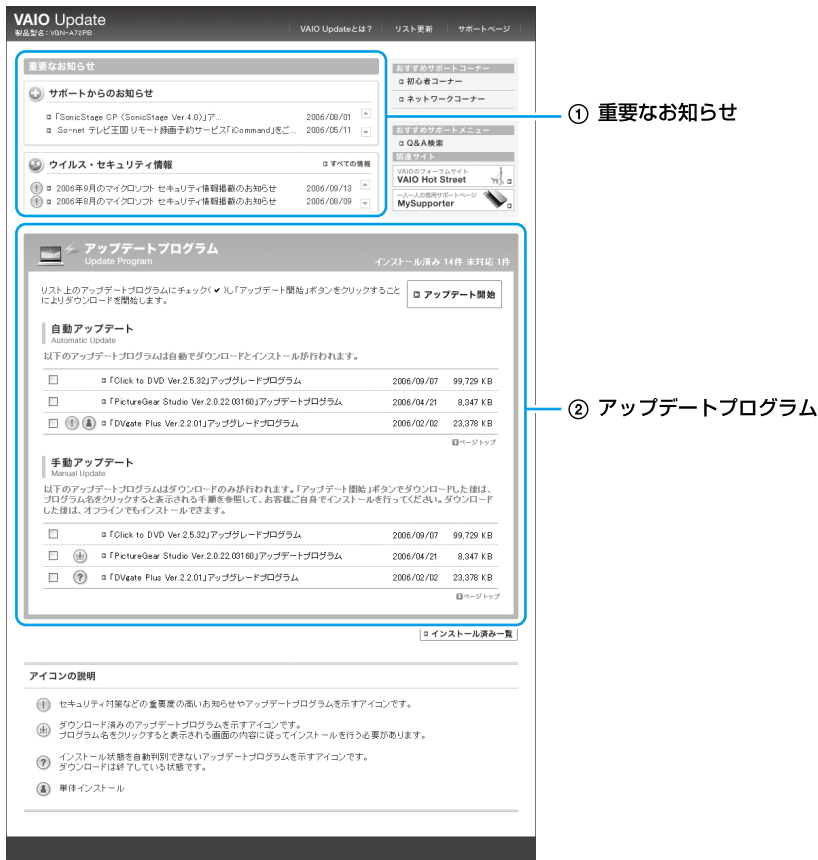 VAIO Update
製品型名：VGN-A72PB
VAIO Updateとは？
リスト更新
サポートページ
重要なお知らせ
サポートからのお知らせ
「SonicStage CP（SonicStage Ver.4.0）」ア... 2006/08/01
So-net テレビ王国 リモート録画予約サービス「iCommand」をご... 2006/05/11
ウイルス・セキュリティ情報
すべての情報
2006年9月のマイクロソフト セキュリティ情報掲載のお知らせ 2006/09/13
2006年8月のマイクロソフト セキュリティ情報掲載のお知らせ 2006/08/09
おすすめサポートコーナー
初心者コーナー
ネットワークコーナー
おすすめサポートメニュー
Q&A検索
関連サイト
VAIOのフォーラムサイト
VAIO Hot Street
一人一人の専用サポートページ
MySupporter
① 重要なお知らせ
アップデートプログラム
Update Program
インストール済み 14件 未対応 1件
リスト上のアップデートプログラムにチェック(✔)し「アップデート開始」ボタンをクリックすること
によりダウンロードを開始します。
アップデート開始
自動アップデート
Automatic Update
以下のアップデートプログラムは自動でダウンロードとインストールが行われます。
「Click to DVD Ver.2.5.32」アップグレードプログラム 2006/09/07 99,729 KB
「PictureGear Studio Ver.2.0.22.03160」アップデートプログラム 2006/04/21 8,347 KB
「DVgate Plus Ver.2.2.01」アップグレードプログラム 2006/02/02 23,378 KB
ページトップ
② アップデートプログラム
手動アップデート
Manual Update
以下のアップデートプログラムはダウンロードのみが行われます。「アップデート開始」ボタンでダウンロードした後は、
プログラム名をクリックすると表示される手順を参照して、お客様ご自身でインストールを行ってください。ダウンロード
した後は、オフラインでもインストールできます。
「Click to DVD Ver.2.5.32」アップグレードプログラム 2006/09/07 99,729 KB
「PictureGear Studio Ver.2.0.22.03160」アップデートプログラム 2006/04/21 8,347 KB
「DVgate Plus Ver.2.2.01」アップグレードプログラム 2006/02/02 23,378 KB
ページトップ
インストール済み一覧
アイコンの説明
セキュリティ対策などの重要度の高いお知らせやアップデートプログラムを示すアイコンです。
ダウンロード済みのアップデートプログラムを示すアイコンです。
プログラム名をクリックすると表示される画面の内容に従ってインストールを行う必要があります。
インストール状態を自動判別できないアップデートプログラムを示すアイコンです。
ダウンロードは終了している状態です。
単体インストール